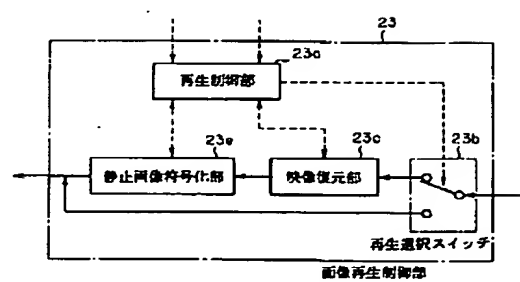 23
23a
再生制御部
23e
静止画像符号化部
23c
映像復元部
23b
再生選択スイッチ
画像再生制御部